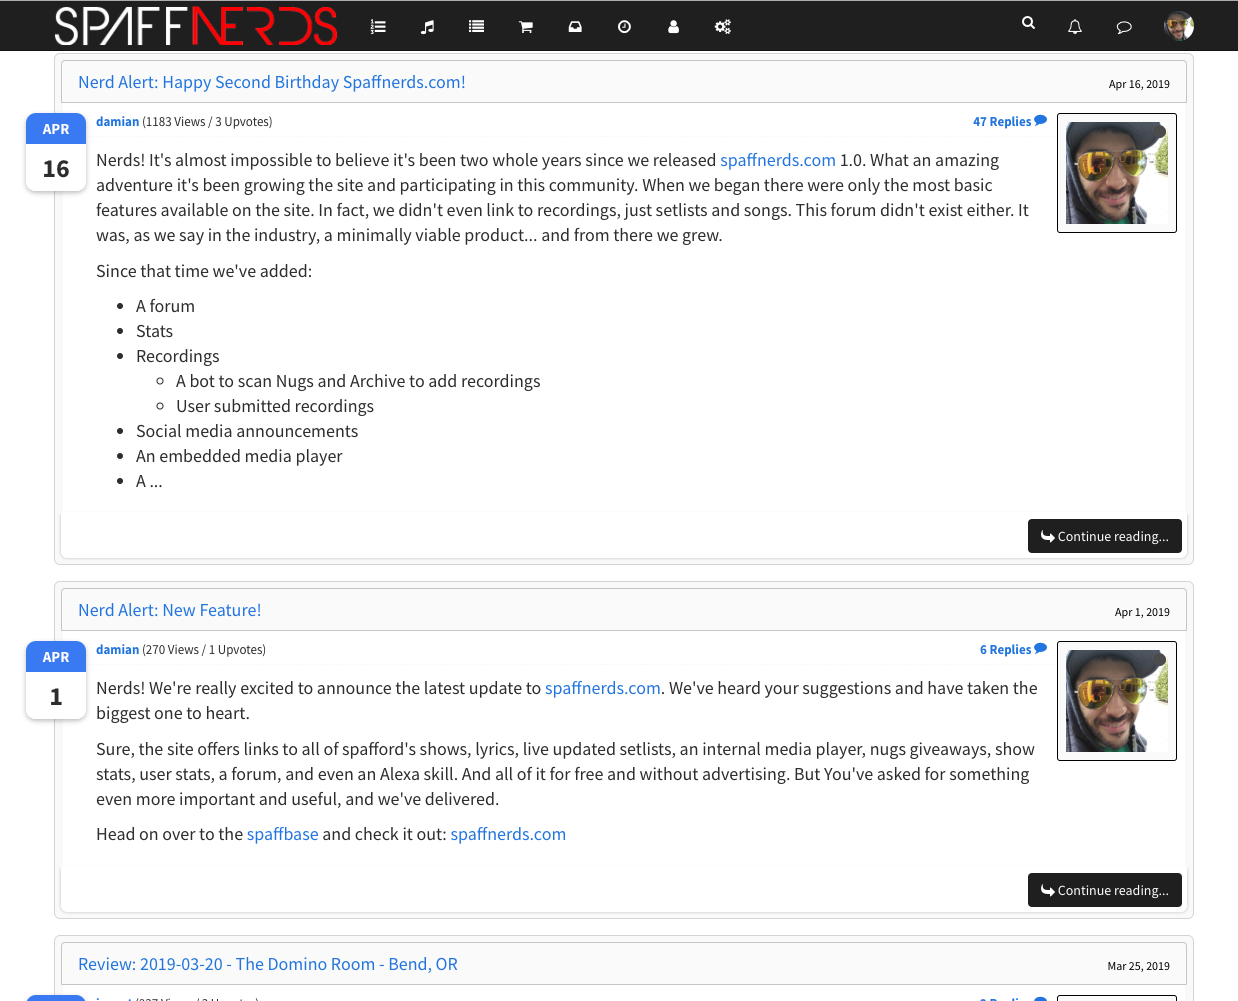 SPAFFNERDS
Nerd Alert: Happy Second Birthday Spaffnerds.com!
Apr 16, 2019
APR
16
damian (1183 Views / 3 Upvotes)
47 Replies
Nerds! It's almost impossible to believe it's been two whole years since we released spaffnerds.com 1.0. What an amazing
adventure it's been growing the site and participating in this community. When we began there were only the most basic
features available on the site. In fact, we didn't even link to recordings, just setlists and songs. This forum didn't exist either. It
was, as we say in the industry, a minimally viable product... and from there we grew.
Since that time we've added:
A forum
Stats
Recordings
A bot to scan Nugs and Archive to add recordings
User submitted recordings
Social media announcements
An embedded media player
A ...
Continue reading...
Nerd Alert: New Feature!
Apr 1, 2019
APR
1
damian (270 Views / 1 Upvotes)
6 Replies
Nerds! We're really excited to announce the latest update to spaffnerds.com. We've heard your suggestions and have taken the
biggest one to heart.
Sure, the site offers links to all of spafford's shows, lyrics, live updated setlists, an internal media player, nugs giveaways, show
stats, user stats, a forum, and even an Alexa skill. And all of it for free and without advertising. But You've asked for something
even more important and useful, and we've delivered.
Head on over to the spaffbase and check it out: spaffnerds.com
Continue reading...
Review: 2019-03-20 - The Domino Room - Bend, OR
Mar 25, 2019